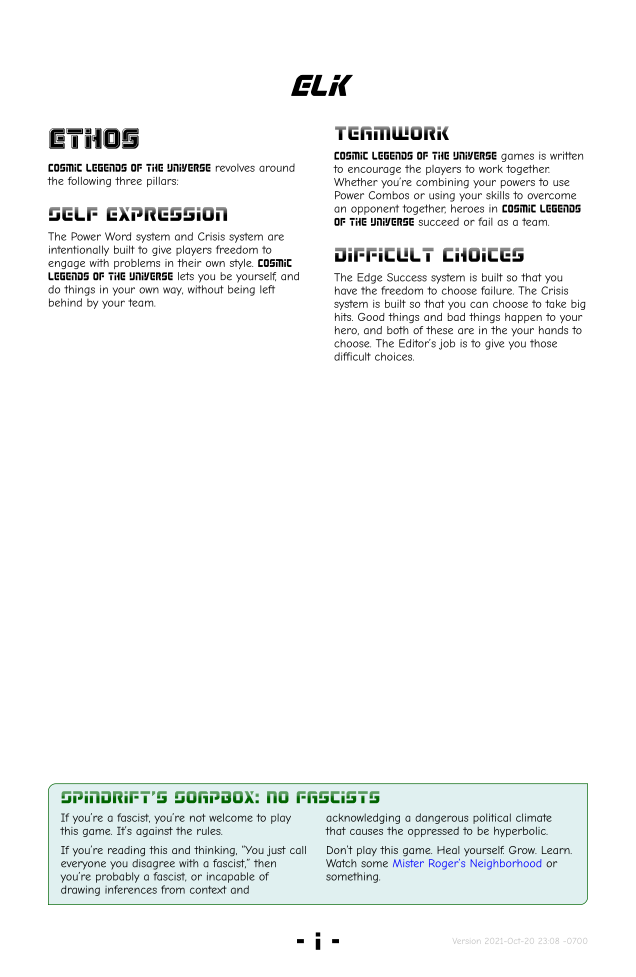 ELK
ETHOS
COSMIC LEGENDS OF THE UNIVERSE revolves around
the following three pillars:
SELF EXPRESSION
The Power Word system and Crisis system are
intentionally built to give players freedom to
engage with problems in their own style. COSMIC
LEGENDS OF THE UNIVERSE lets you be yourself, and
do things in your own way, without being left
behind by your team.
TEAMWORK
COSMIC LEGENDS OF THE UNIVERSE games is written
to encourage the players to work together.
Whether you're combining your powers to use
Power Combos or using your skills to overcome
an opponent together, heroes in COSMIC LEGENDS
OF THE UNIVERSE succeed or fail as a team.
DIFFICULT CHOICES
The Edge Success system is built so that you
have the freedom to choose failure. The Crisis
system is built so that you can choose to take big
hits. Good things and bad things happen to your
hero, and both of these are in the your hands to
choose. The Editor's job is to give you those
difficult choices.
SPINDRIFT'S SOAPBOX: NO FASCISTS
If you're a fascist, you're not welcome to play
this game. It's against the rules.
If you're reading this and thinking, "You just call
everyone you disagree with a fascist," then
you're probably a fascist, or incapable of
drawing inferences from context and
acknowledging a dangerous political climate
that causes the oppressed to be hyperbolic.
Don't play this game. Heal yourself. Grow. Learn.
Watch some Mister Roger's Neighborhood or
something.
- i -
Version 2021-Oct-20 23:08 -0700